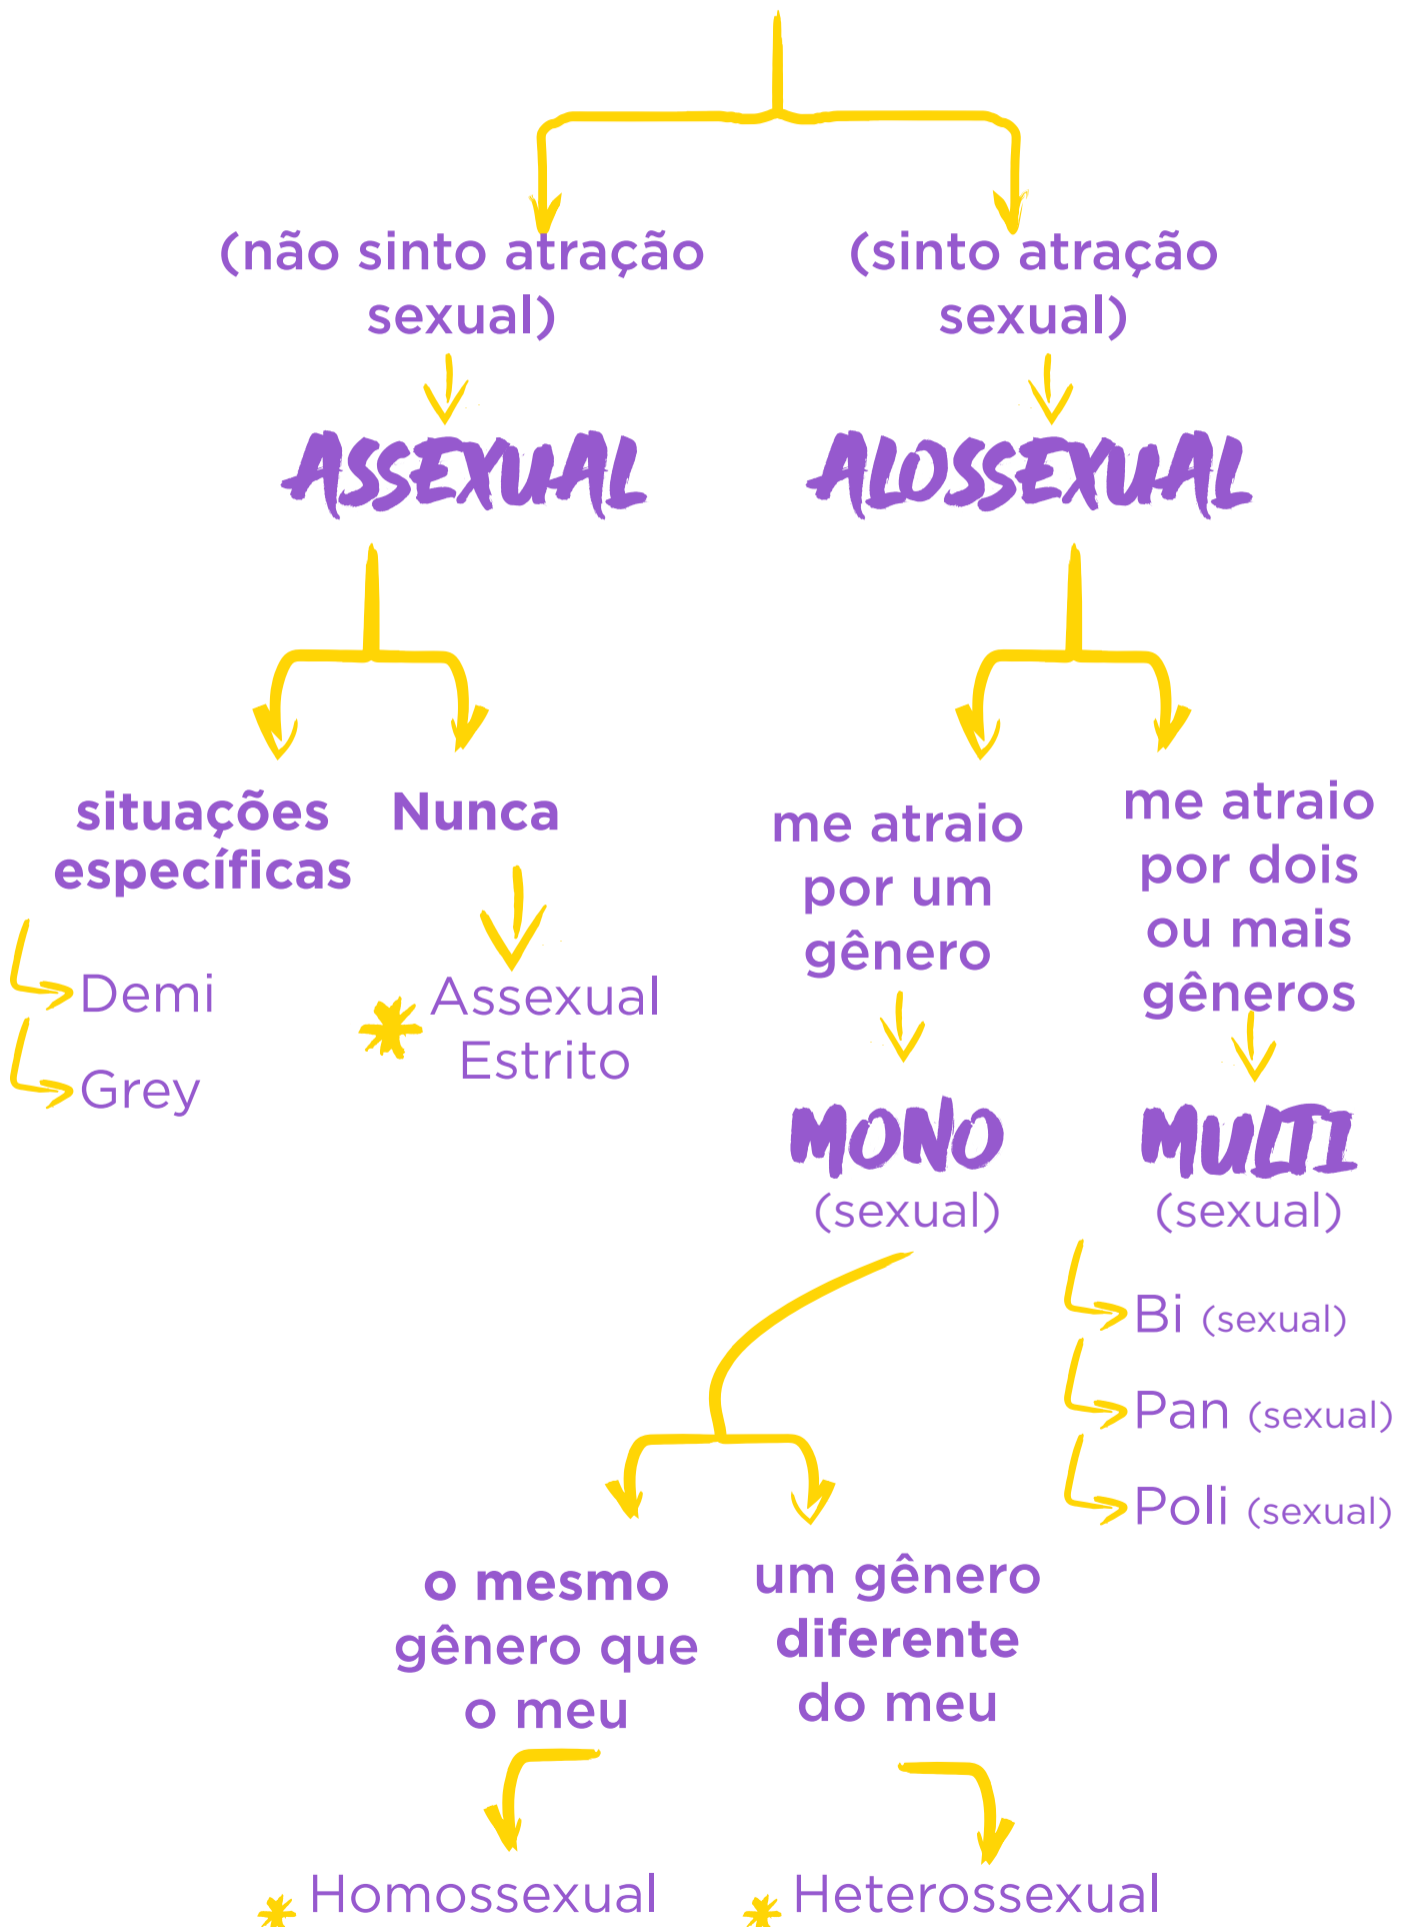 (não sinto atração
sexual)
(sinto atração
sexual)
ASSEXUAL
ALOSSEXUAL
situações
específicas
Nunca
me atraio
por um
gênero
me atraio
por dois
ou mais
gêneros
Demi
Grey
Assexual
Estrito
MONO
(sexual)
MULTI
(sexual)
Bi (sexual)
Pan (sexual)
Poli (sexual)
o mesmo
gênero que
o meu
um gênero
diferente
do meu
Homossexual
Heterossexual